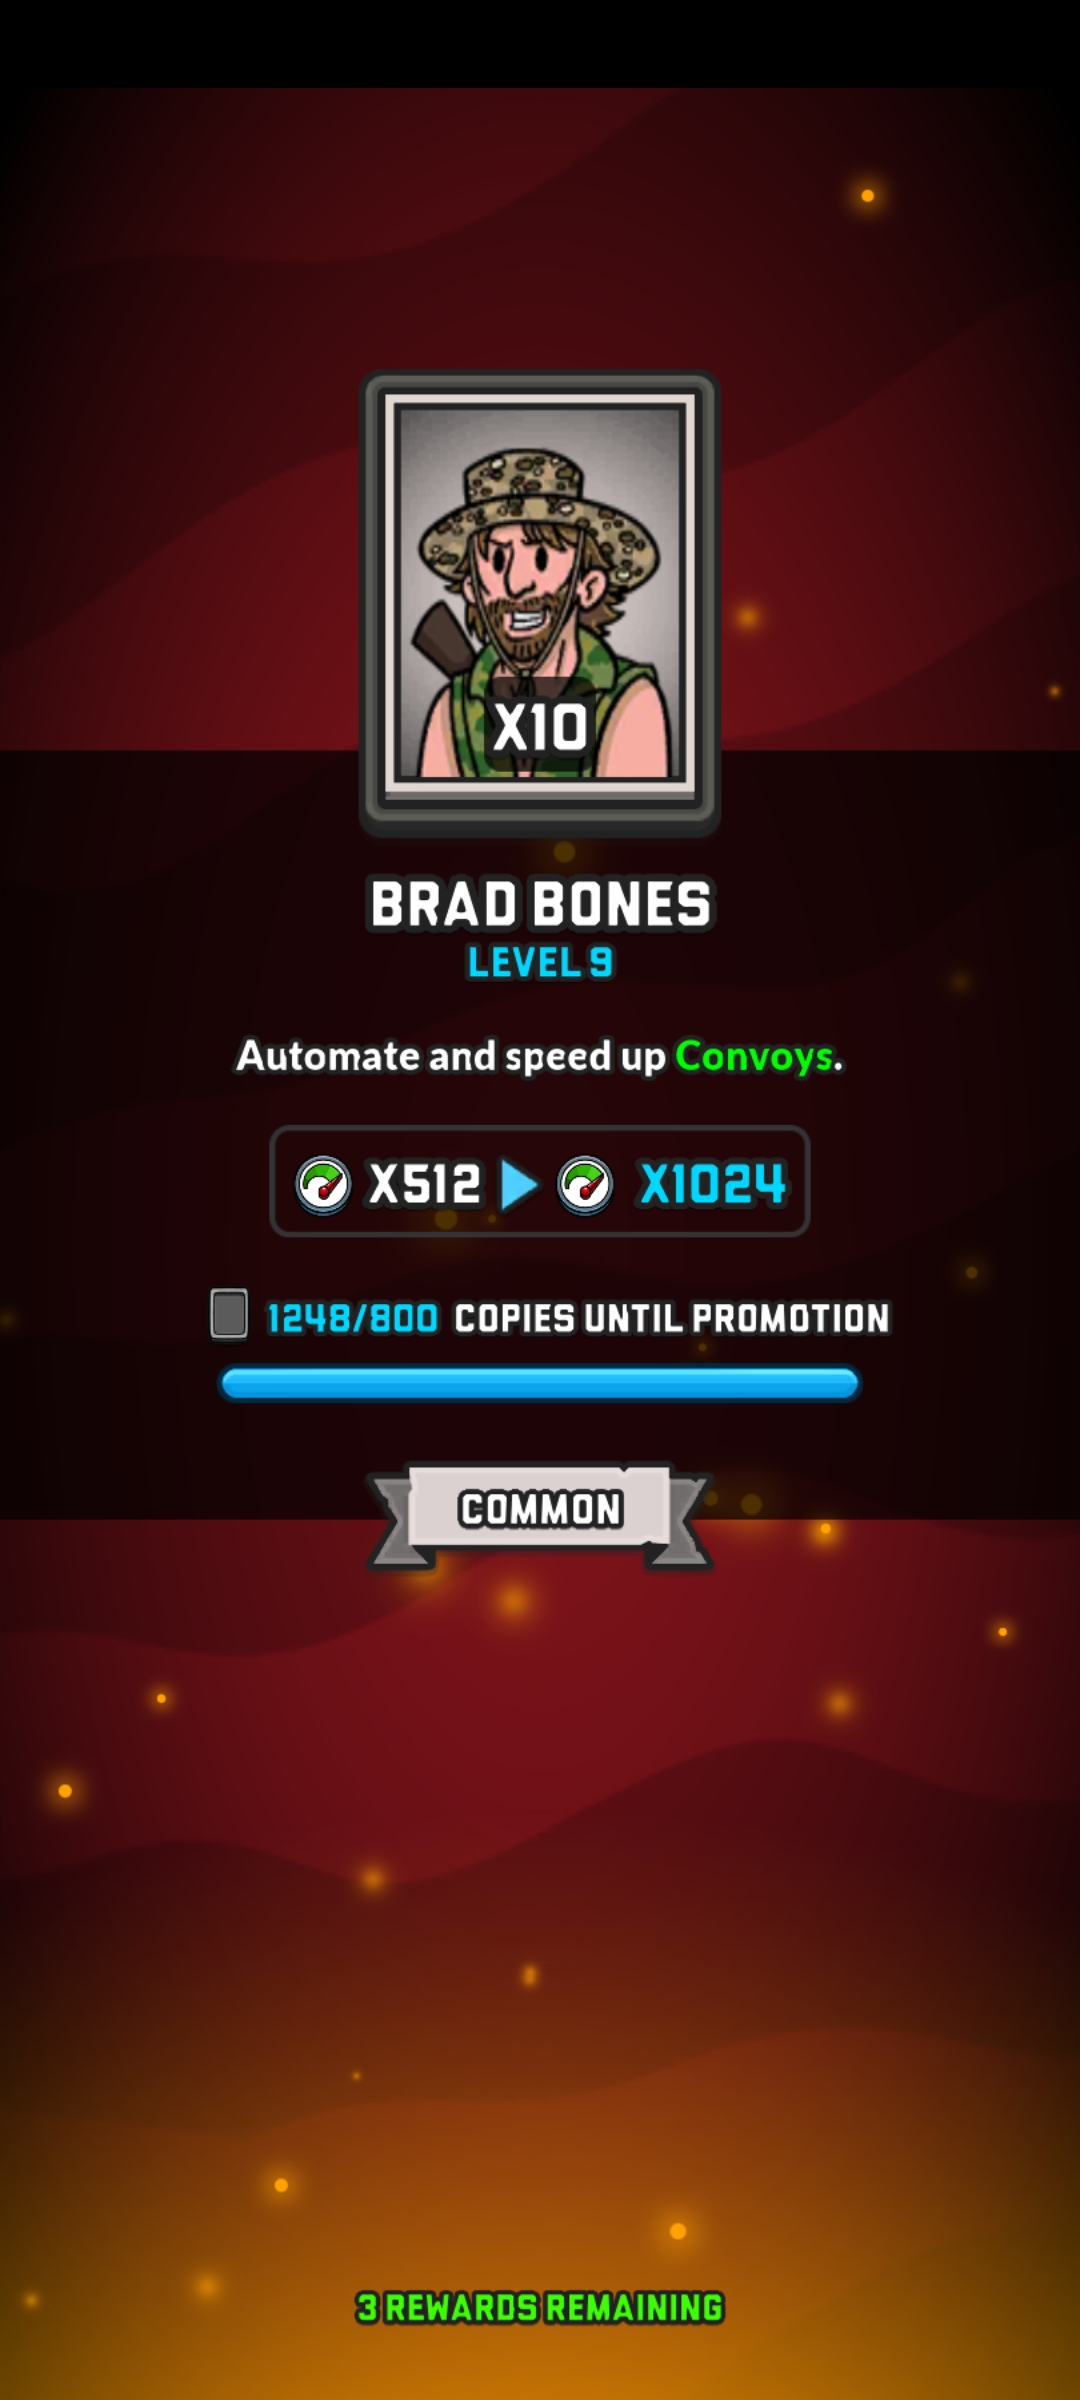 X10
BRAD BONES
LEVEL 9
Automate and speed up Convoys.
X512 X1024
1248/800 COPIES UNTIL PROMOTION
COMMON
3 REWARDS REMAINING